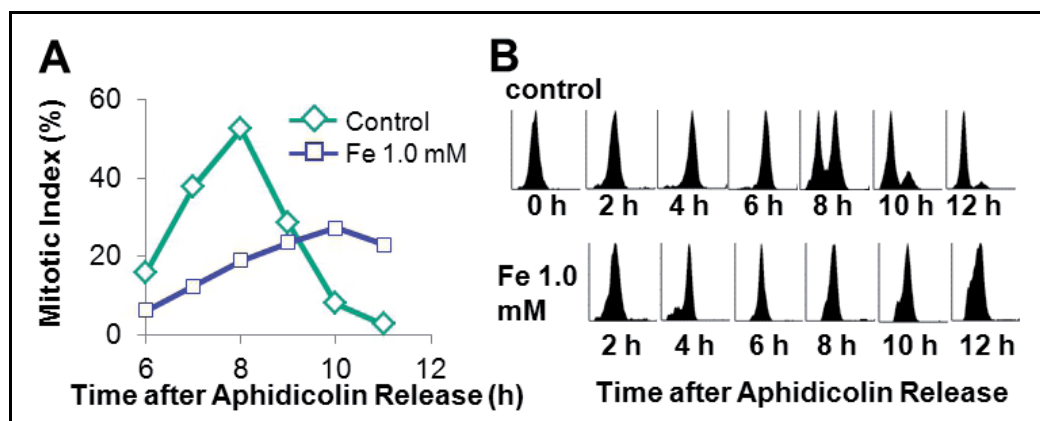 A
Mitotic Index (%)
60
40
20
0
Control
Fe 1.0 mM
6 8 10 12
Time after Aphidicolin Release (h)
B
control
0 h 2 h 4 h 6 h 8 h 10 h 12 h
Fe 1.0
mM
2 h 4 h 6 h 8 h 10 h 12 h
Time after Aphidicolin Release